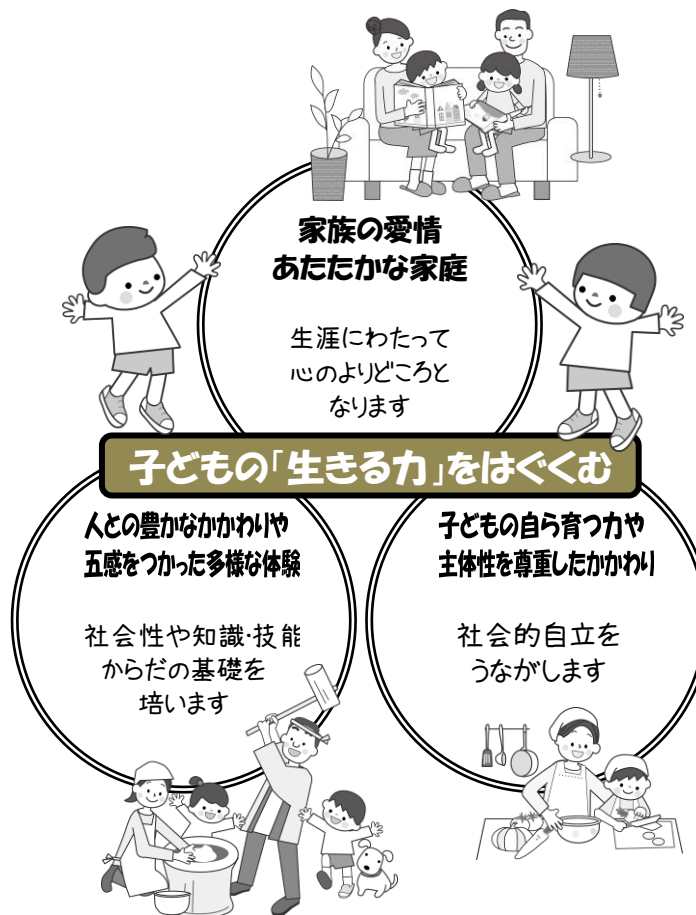 家族の愛情
あたたかな家庭
生涯にわたって
心のよりどころと
なります
子どもの「生きる力」をはぐくむ
人との豊かなかかわりや
五感をつかった多様な体験
社会性や知識・技能
からだの基礎を
培います
子どもの自ら育つ力や
主体性を尊重したかかわり
社会的自立を
うながします